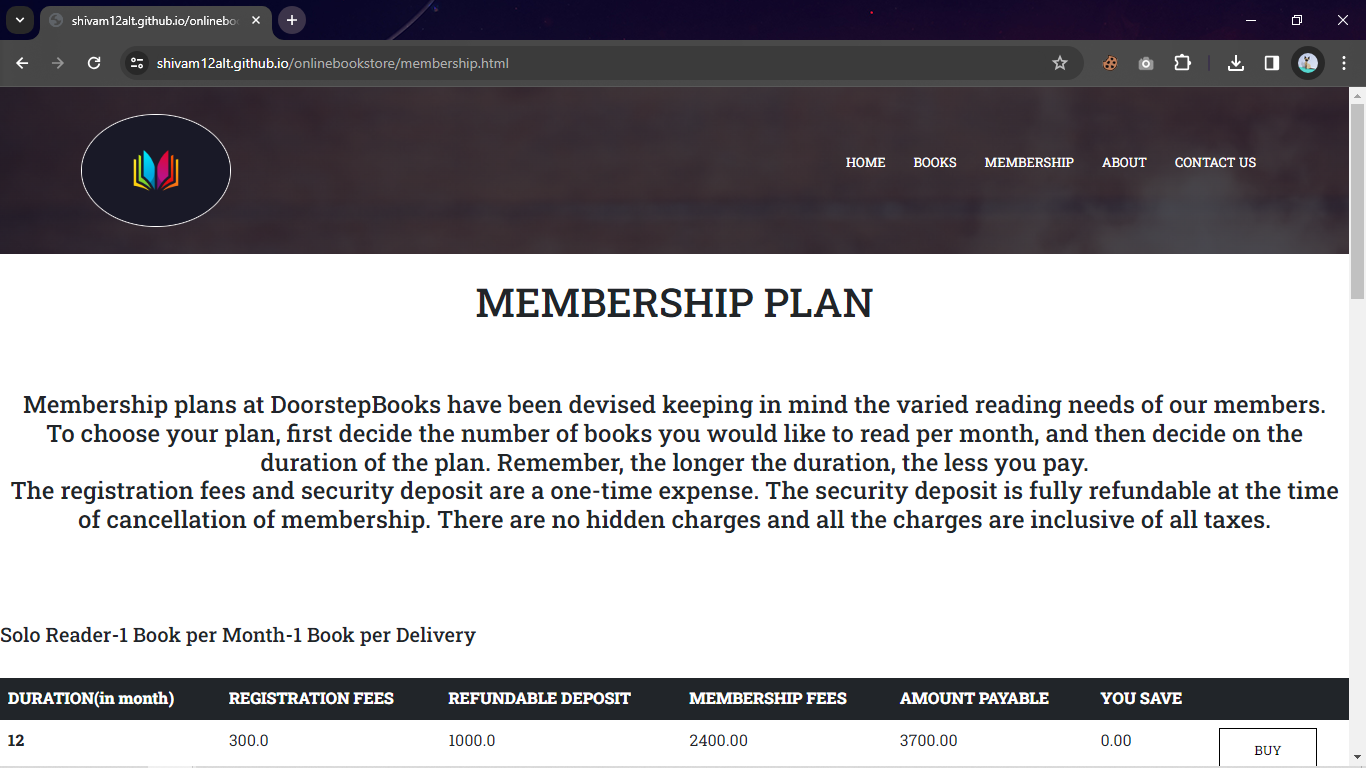 shivam12alt.github.io/onlinebo
shivam12alt.github.io/onlinebookstore/membership.html
HOME BOOKS MEMBERSHIP ABOUT CONTACT US
MEMBERSHIP PLAN
Membership plans at DoorstepBooks have been devised keeping in mind the varied reading needs of our members.
To choose your plan, first decide the number of books you would like to read per month, and then decide on the
duration of the plan. Remember, the longer the duration, the less you pay.
The registration fees and security deposit are a one-time expense. The security deposit is fully refundable at the time
of cancellation of membership. There are no hidden charges and all the charges are inclusive of all taxes.
Solo Reader-1 Book per Month-1 Book per Delivery
DURATION(in month) REGISTRATION FEES REFUNDABLE DEPOSIT MEMBERSHIP FEES AMOUNT PAYABLE YOU SAVE
12 300.0 1000.0 2400.00 3700.00 0.00 BUY